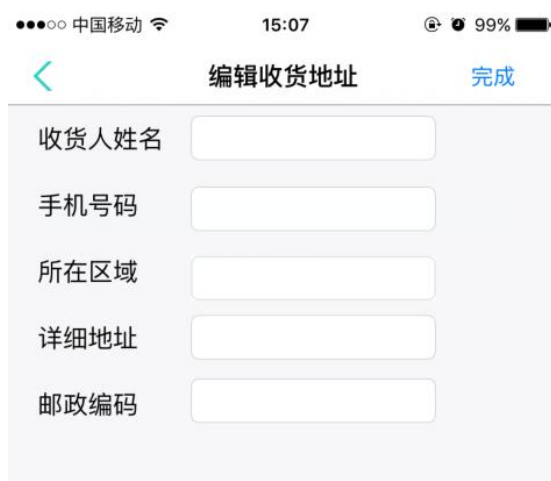 中国移动 15:07 99%
编辑收货地址 完成
收货人姓名
手机号码
所在区域
详细地址
邮政编码